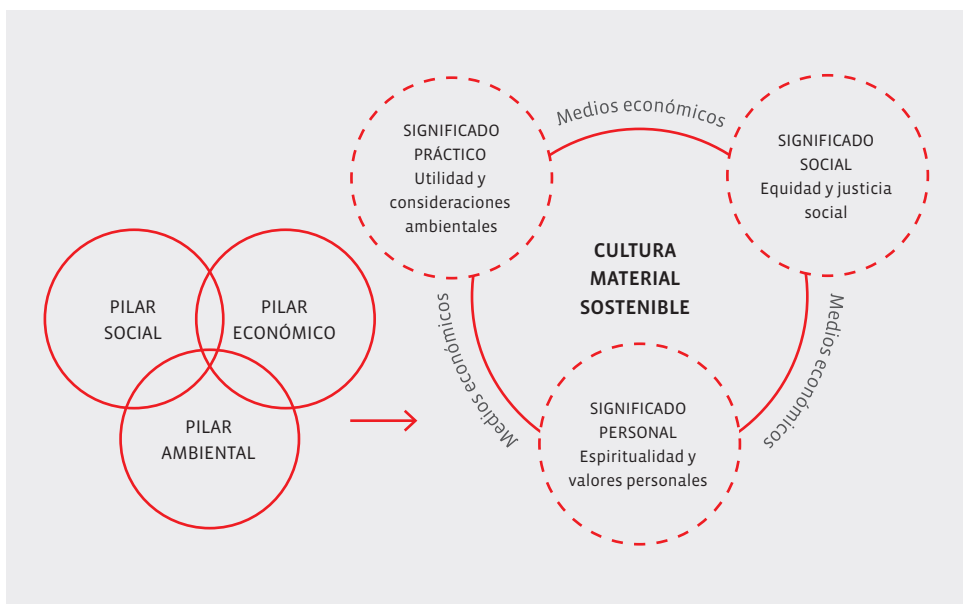 PILAR
SOCIAL
PILAR
ECONÓMICO
PILAR
AMBIENTAL
SIGNIFICADO
PRÁCTICO
Utilidad y
consideraciones
ambientales
Medios económicos
SIGNIFICADO
SOCIAL
Equidad y justicia
social
CULTURA
MATERIAL
SOSTENIBLE
Medios económicos
Medios económicos
SIGNIFICADO
PERSONAL
Espiritualidad y
valores personales